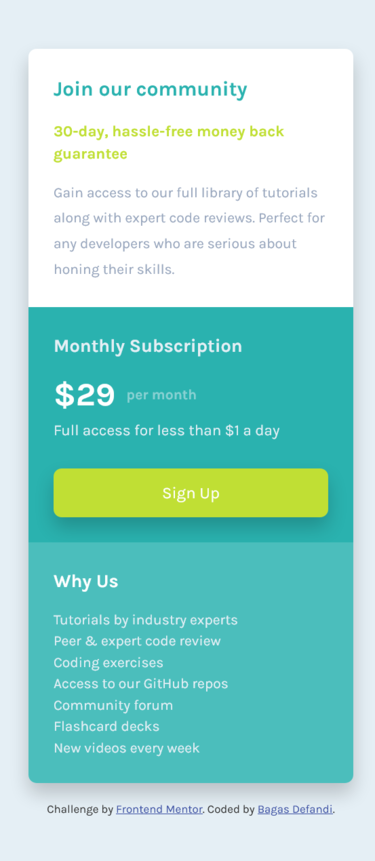 Join our community
30-day, hassle-free money back
guarantee
Gain access to our full library of tutorials
along with expert code reviews. Perfect for
any developers who are serious about
honing their skills.
Monthly Subscription
$29 per month
Full access for less than $1 a day
Sign Up
Why Us
Tutorials by industry experts
Peer & expert code review
Coding exercises
Access to our GitHub repos
Community forum
Flashcard decks
New videos every week
Challenge by Frontend Mentor. Coded by Bagas Defandi.